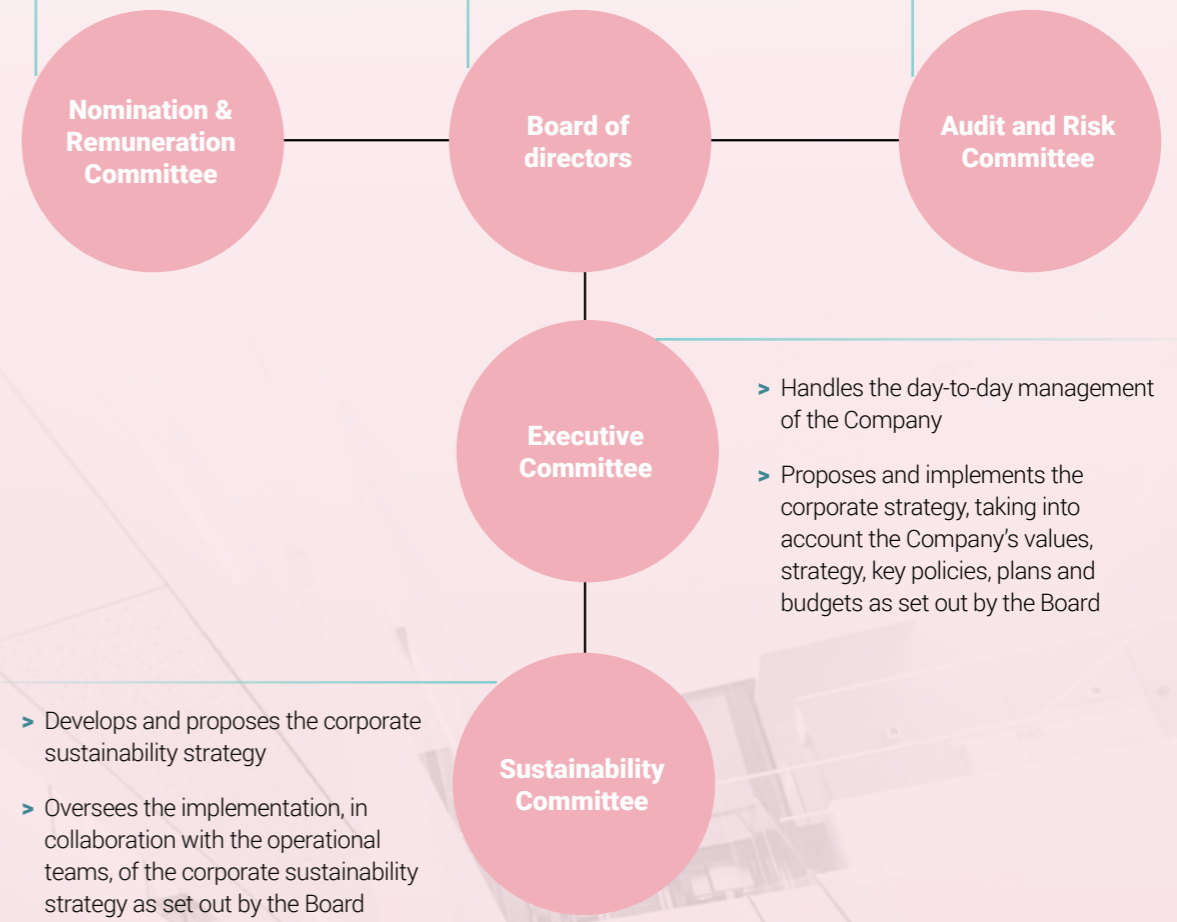 Nomination &
Remuneration
Committee
Board of
directors
Audit and Risk
Committee
Executive
Committee
> Handles the day-to-day management
of the Company
> Proposes and implements the
corporate strategy, taking into
account the Company’s values,
strategy, key policies, plans and
budgets as set out by the Board
> Develops and proposes the corporate
sustainability strategy
> Oversees the implementation, in
collaboration with the operational
teams, of the corporate sustainability
strategy as set out by the Board
Sustainability
Committee